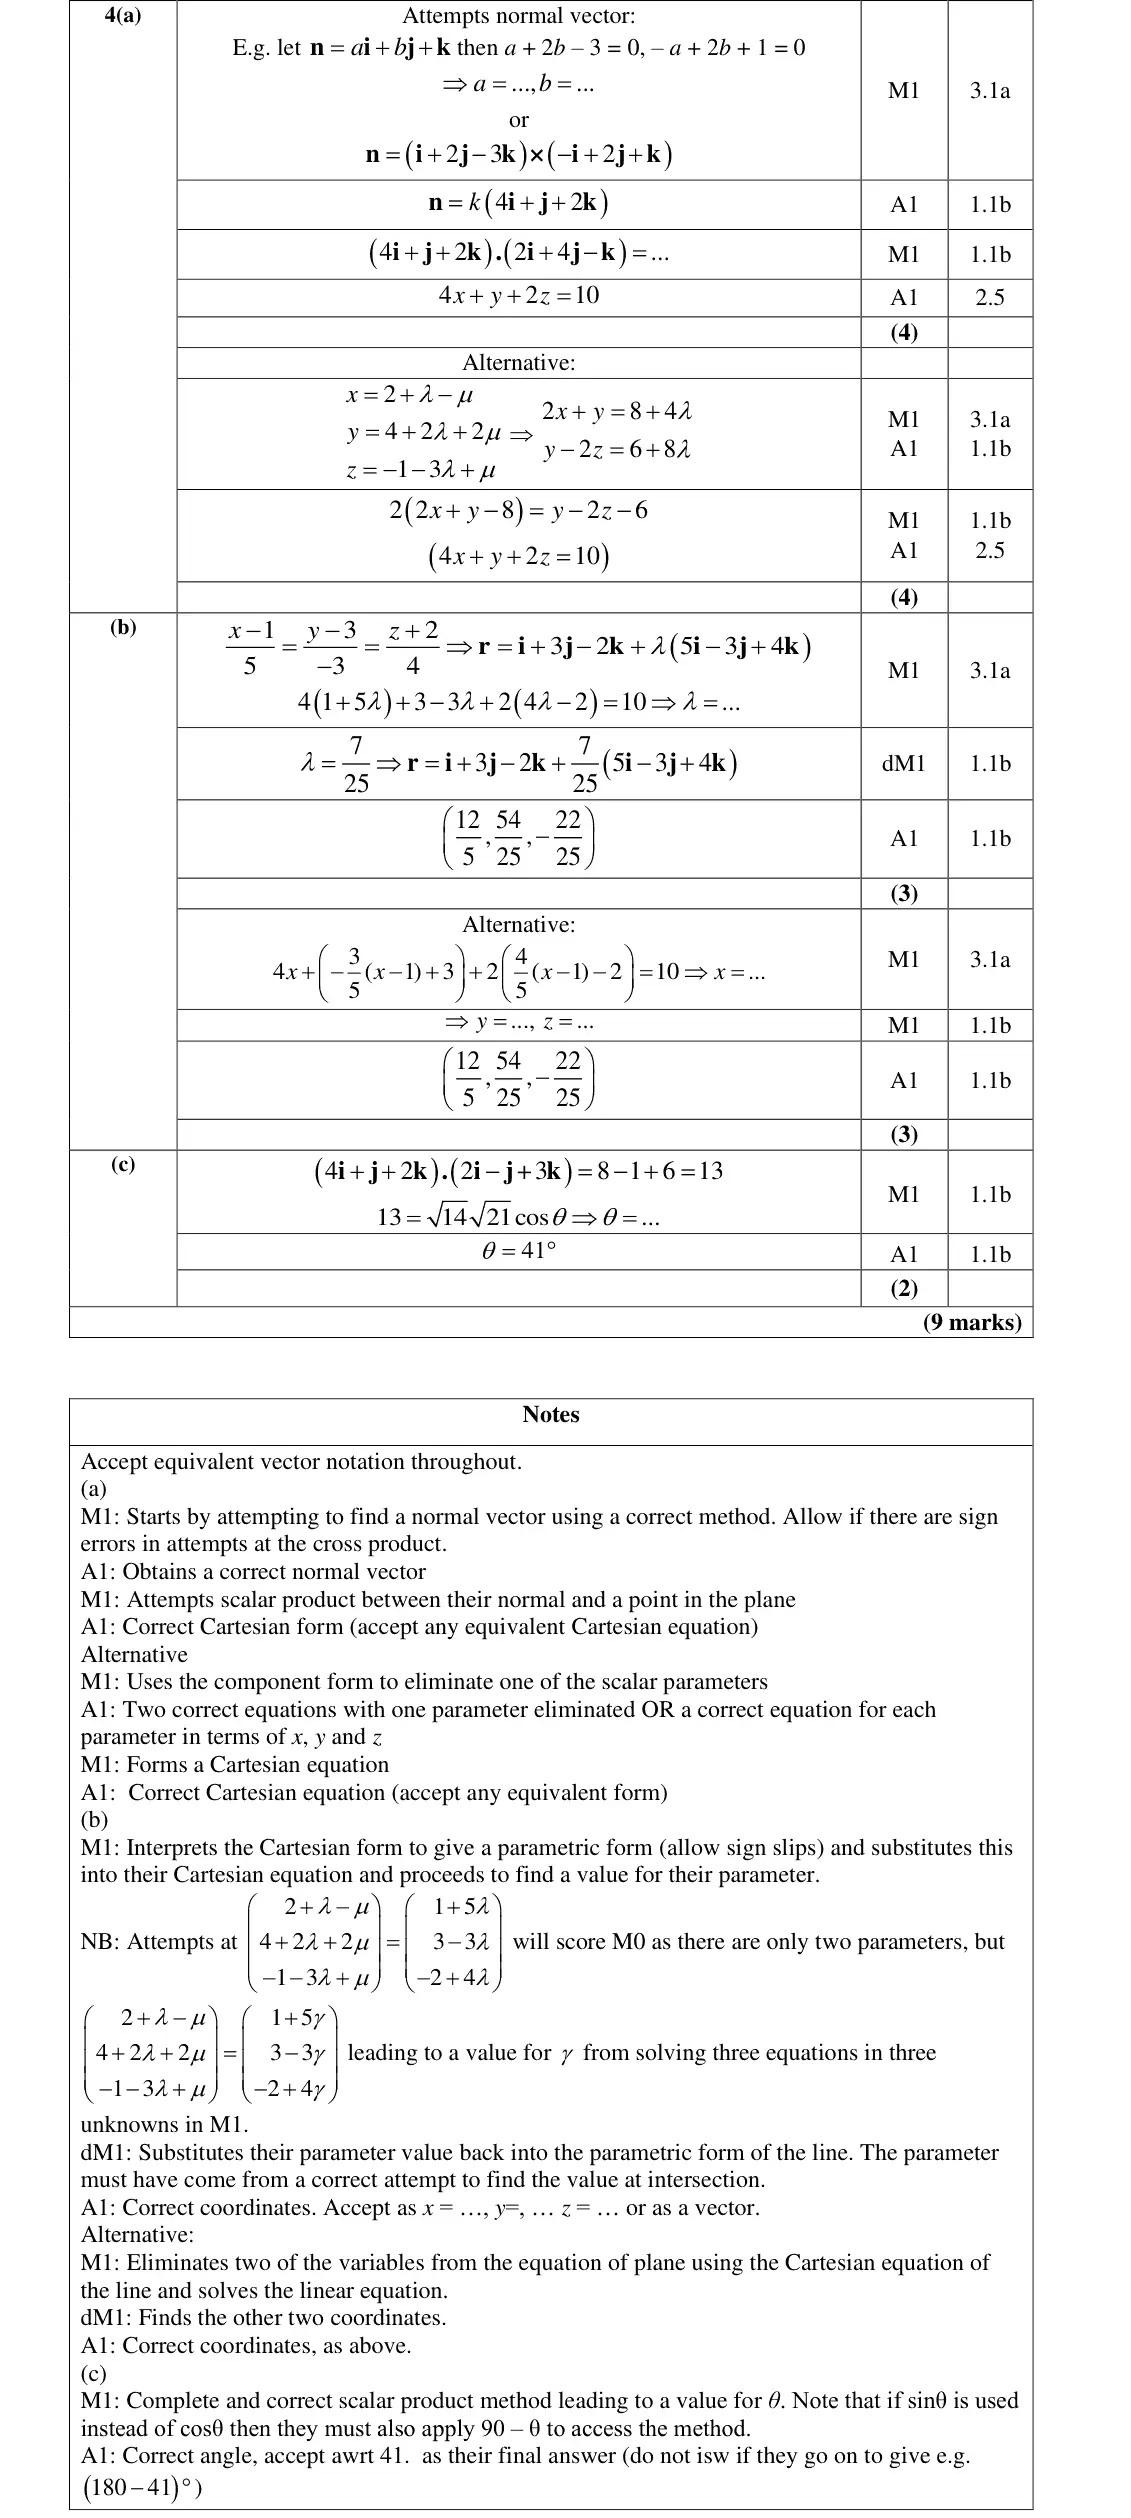 4(a) Attempts normal vector:
E.g. let n = ai + bj + k then a + 2b – 3 = 0, – a + 2b + 1 = 0
⇒ a = ..., b = ...
or
n = (i + 2j − 3k) × (−i + 2j + k)
M1 3.1a
n = k(4i + j + 2k) A1 1.1b
(4i + j + 2k).(2i + 4j − k) = ... M1 1.1b
4x + y + 2z = 10 A1 2.5
(4)
Alternative:
x = 2 + λ − μ
y = 4 + 2λ + 2μ ⇒
z = −1 − 3λ + μ
2x + y = 8 + 4λ
y − 2z = 6 + 8λ
M1 3.1a
A1 1.1b
2(2x + y − 8) = y − 2z − 6
(4x + y + 2z = 10)
M1 1.1b
A1 2.5
(4)
(b) (x − 1)/5 = (y − 3)/−3 = (z + 2)/4 ⇒ r = i + 3j − 2k + λ(5i − 3j + 4k)
4(1 + 5λ) + 3 − 3λ + 2(4λ − 2) = 10 ⇒ λ = ...
M1 3.1a
λ = 7/25 ⇒ r = i + 3j − 2k + 7/25 (5i − 3j + 4k) dM1 1.1b
(12/5, 54/25, −22/25) A1 1.1b
(3)
Alternative:
4x + (−3/5 (x − 1) + 3) + 2(4/5 (x − 1) − 2) = 10 ⇒ x = ... M1 3.1a
⇒ y = ..., z = ... M1 1.1b
(12/5, 54/25, −22/25) A1 1.1b
(3)
(c) (4i + j + 2k).(2i − j + 3k) = 8 − 1 + 6 = 13
13 = √14 √21 cos θ ⇒ θ = ...
M1 1.1b
θ = 41° A1 1.1b
(2)
(9 marks)
Notes
Accept equivalent vector notation throughout.
(a)
M1: Starts by attempting to find a normal vector using a correct method. Allow if there are sign
errors in attempts at the cross product.
A1: Obtains a correct normal vector
M1: Attempts scalar product between their normal and a point in the plane
A1: Correct Cartesian form (accept any equivalent Cartesian equation)
Alternative
M1: Uses the component form to eliminate one of the scalar parameters
A1: Two correct equations with one parameter eliminated OR a correct equation for each
parameter in terms of x, y and z
M1: Forms a Cartesian equation
A1: Correct Cartesian equation (accept any equivalent form)
(b)
M1: Interprets the Cartesian form to give a parametric form (allow sign slips) and substitutes this
into their Cartesian equation and proceeds to find a value for their parameter.
NB: Attempts at (2 + λ − μ, 4 + 2λ + 2μ, −1 − 3λ + μ) = (1 + 5λ, 3 − 3λ, −2 + 4λ) will score M0 as there are only two parameters, but
(2 + λ − μ, 4 + 2λ + 2μ, −1 − 3λ + μ) = (1 + 5γ, 3 − 3γ, −2 + 4γ) leading to a value for γ from solving three equations in three
unknowns in M1.
dM1: Substitutes their parameter value back into the parametric form of the line. The parameter
must have come from a correct attempt to find the value at intersection.
A1: Correct coordinates. Accept as x = …, y=, … z = … or as a vector.
Alternative:
M1: Eliminates two of the variables from the equation of plane using the Cartesian equation of
the line and solves the linear equation.
dM1: Finds the other two coordinates.
A1: Correct coordinates, as above.
(c)
M1: Complete and correct scalar product method leading to a value for θ. Note that if sinθ is used
instead of cosθ then they must also apply 90 – θ to access the method.
A1: Correct angle, accept awrt 41. as their final answer (do not isw if they go on to give e.g.
(180 − 41)°)